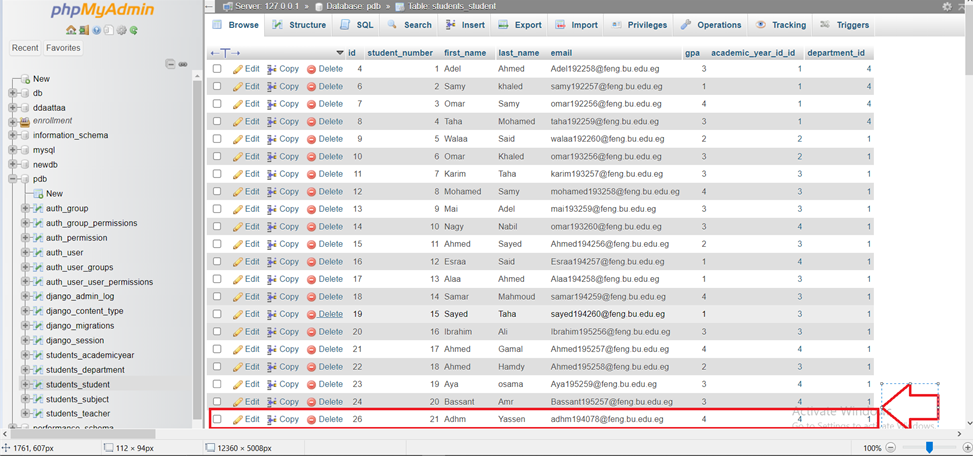 phpMyAdmin
Recent Favorites
New
db
ddaattaa
enrollment
information_schema
mysql
newdb
pdb
New
auth_group
auth_group_permissions
auth_permission
auth_user
auth_user_groups
auth_user_user_permissions
django_admin_log
django_content_type
django_migrations
django_session
students_academicyear
students_department
students_student
students_subject
students_teacher
performance_schema
Server: 127.0.0.1 » Database: pdb » Table: students_student
Browse Structure SQL Search Insert Export Import Privileges Operations Tracking Triggers
id student_number first_name last_name email gpa academic_year_id_id department_id
Edit Copy Delete 4 1 Adel Ahmed Adel192258@feng.bu.edu.eg 3 1 4
Edit Copy Delete 6 2 Samy khaled samy192257@feng.bu.edu.eg 1 1 4
Edit Copy Delete 7 3 Omar Samy omar192256@feng.bu.edu.eg 4 1 4
Edit Copy Delete 8 4 Taha Mohamed taha192259@feng.bu.edu.eg 3 1 4
Edit Copy Delete 9 5 Walaa Said walaa192260@feng.bu.edu.eg 2 2 1
Edit Copy Delete 10 6 Omar Khaled omar193256@feng.bu.edu.eg 3 2 1
Edit Copy Delete 11 7 Karim Taha karim193257@feng.bu.edu.eg 3 3 1
Edit Copy Delete 12 8 Mohamed Samy mohamed193258@feng.bu.edu.eg 4 3 1
Edit Copy Delete 13 9 Mai Adel mai193259@feng.bu.edu.eg 3 3 1
Edit Copy Delete 14 10 Nagy Nabil omar193260@feng.bu.edu.eg 3 4 1
Edit Copy Delete 15 11 Ahmed Sayed Ahmed194256@feng.bu.edu.eg 2 3 1
Edit Copy Delete 16 12 Esraa Said Esraa194257@feng.bu.edu.eg 1 4 1
Edit Copy Delete 17 13 Alaa Ahmed Alaa194258@feng.bu.edu.eg 1 3 1
Edit Copy Delete 18 14 Samar Mahmoud samar194259@feng.bu.edu.eg 4 3 1
Edit Copy Delete 19 15 Sayed Taha sayed194260@feng.bu.edu.eg 1 3 1
Edit Copy Delete 20 16 Ibrahim Ali Ibrahim195256@feng.bu.edu.eg 3 3 1
Edit Copy Delete 21 17 Ahmed Gamal Ahmed195257@feng.bu.edu.eg 4 4 1
Edit Copy Delete 22 18 Ahmed Hamdy Ahmed195258@feng.bu.edu.eg 2 3 1
Edit Copy Delete 23 19 Aya osama Aya195259@feng.bu.edu.eg 3 4 1
Edit Copy Delete 24 20 Bassant Amr Bassant195257@feng.bu.edu.eg 3 4 1
Edit Copy Delete 26 21 Adhm Yassen adhm194078@feng.bu.edu.eg 4 4 1
Activate Windows
Go to Settings to activate Windows.
1761, 607px 112 × 94px 12360 × 5008px 100%